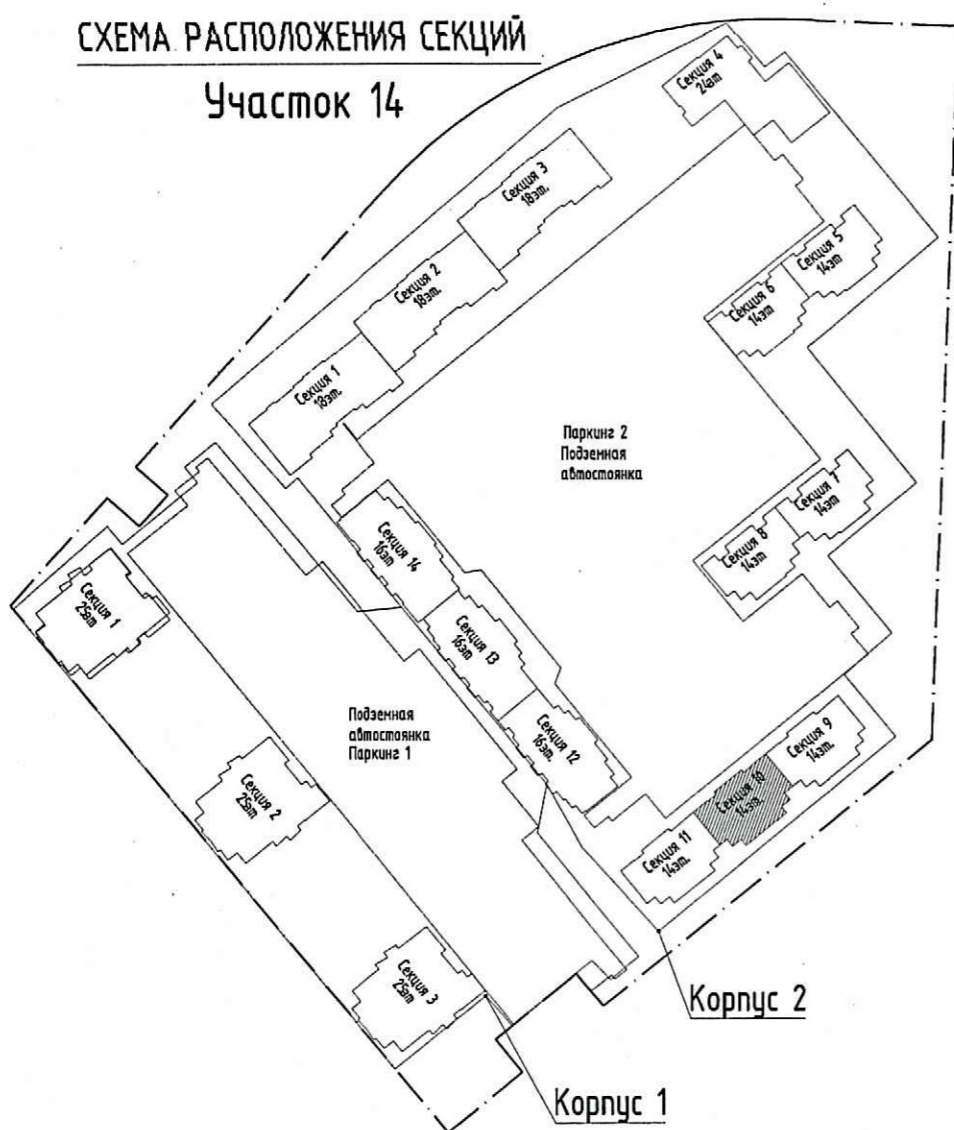 СХЕМА РАСПОЛОЖЕНИЯ СЕКЦИЙ
Участок 14
Секция 4
24эт
Секция 3
18эт.
Секция 2
18эт.
Секция 1
18эт.
Секция 5
14эт
Секция 6
14эт
Паркинг 2
Подземная
автостоянка
Секция 7
14эт
Секция 8
14эт
Секция 14
16эт
Секция 13
16эт
Секция 12
16эт.
Секция 1
25эт
Подземная
автостоянка
Паркинг 1
Секция 2
25эт
Секция 9
14эт.
Секция 10
14эт.
Секция 11
14эт.
Секция 3
25эт
Корпус 2
Корпус 1